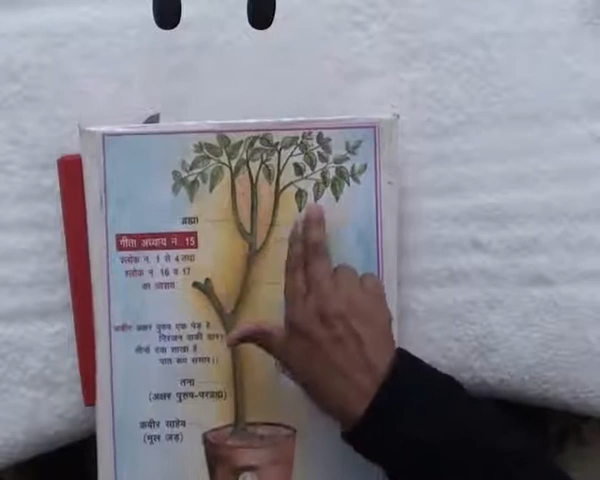 ब्रह्मा
गीता अध्याय न. 15
श्लोक न. 1 से 4 तथा
श्लोक न. 16 व 17
का आशय
कबीर अक्षर पुरुष एक पेड़ है
निरंजन वाकी डार।
तीनों देवा शाखा हैं
पात रूप संसार।।
तना
(अक्षर पुरुष-परब्रह्म)
कबीर साहेब
(मूल जड़)